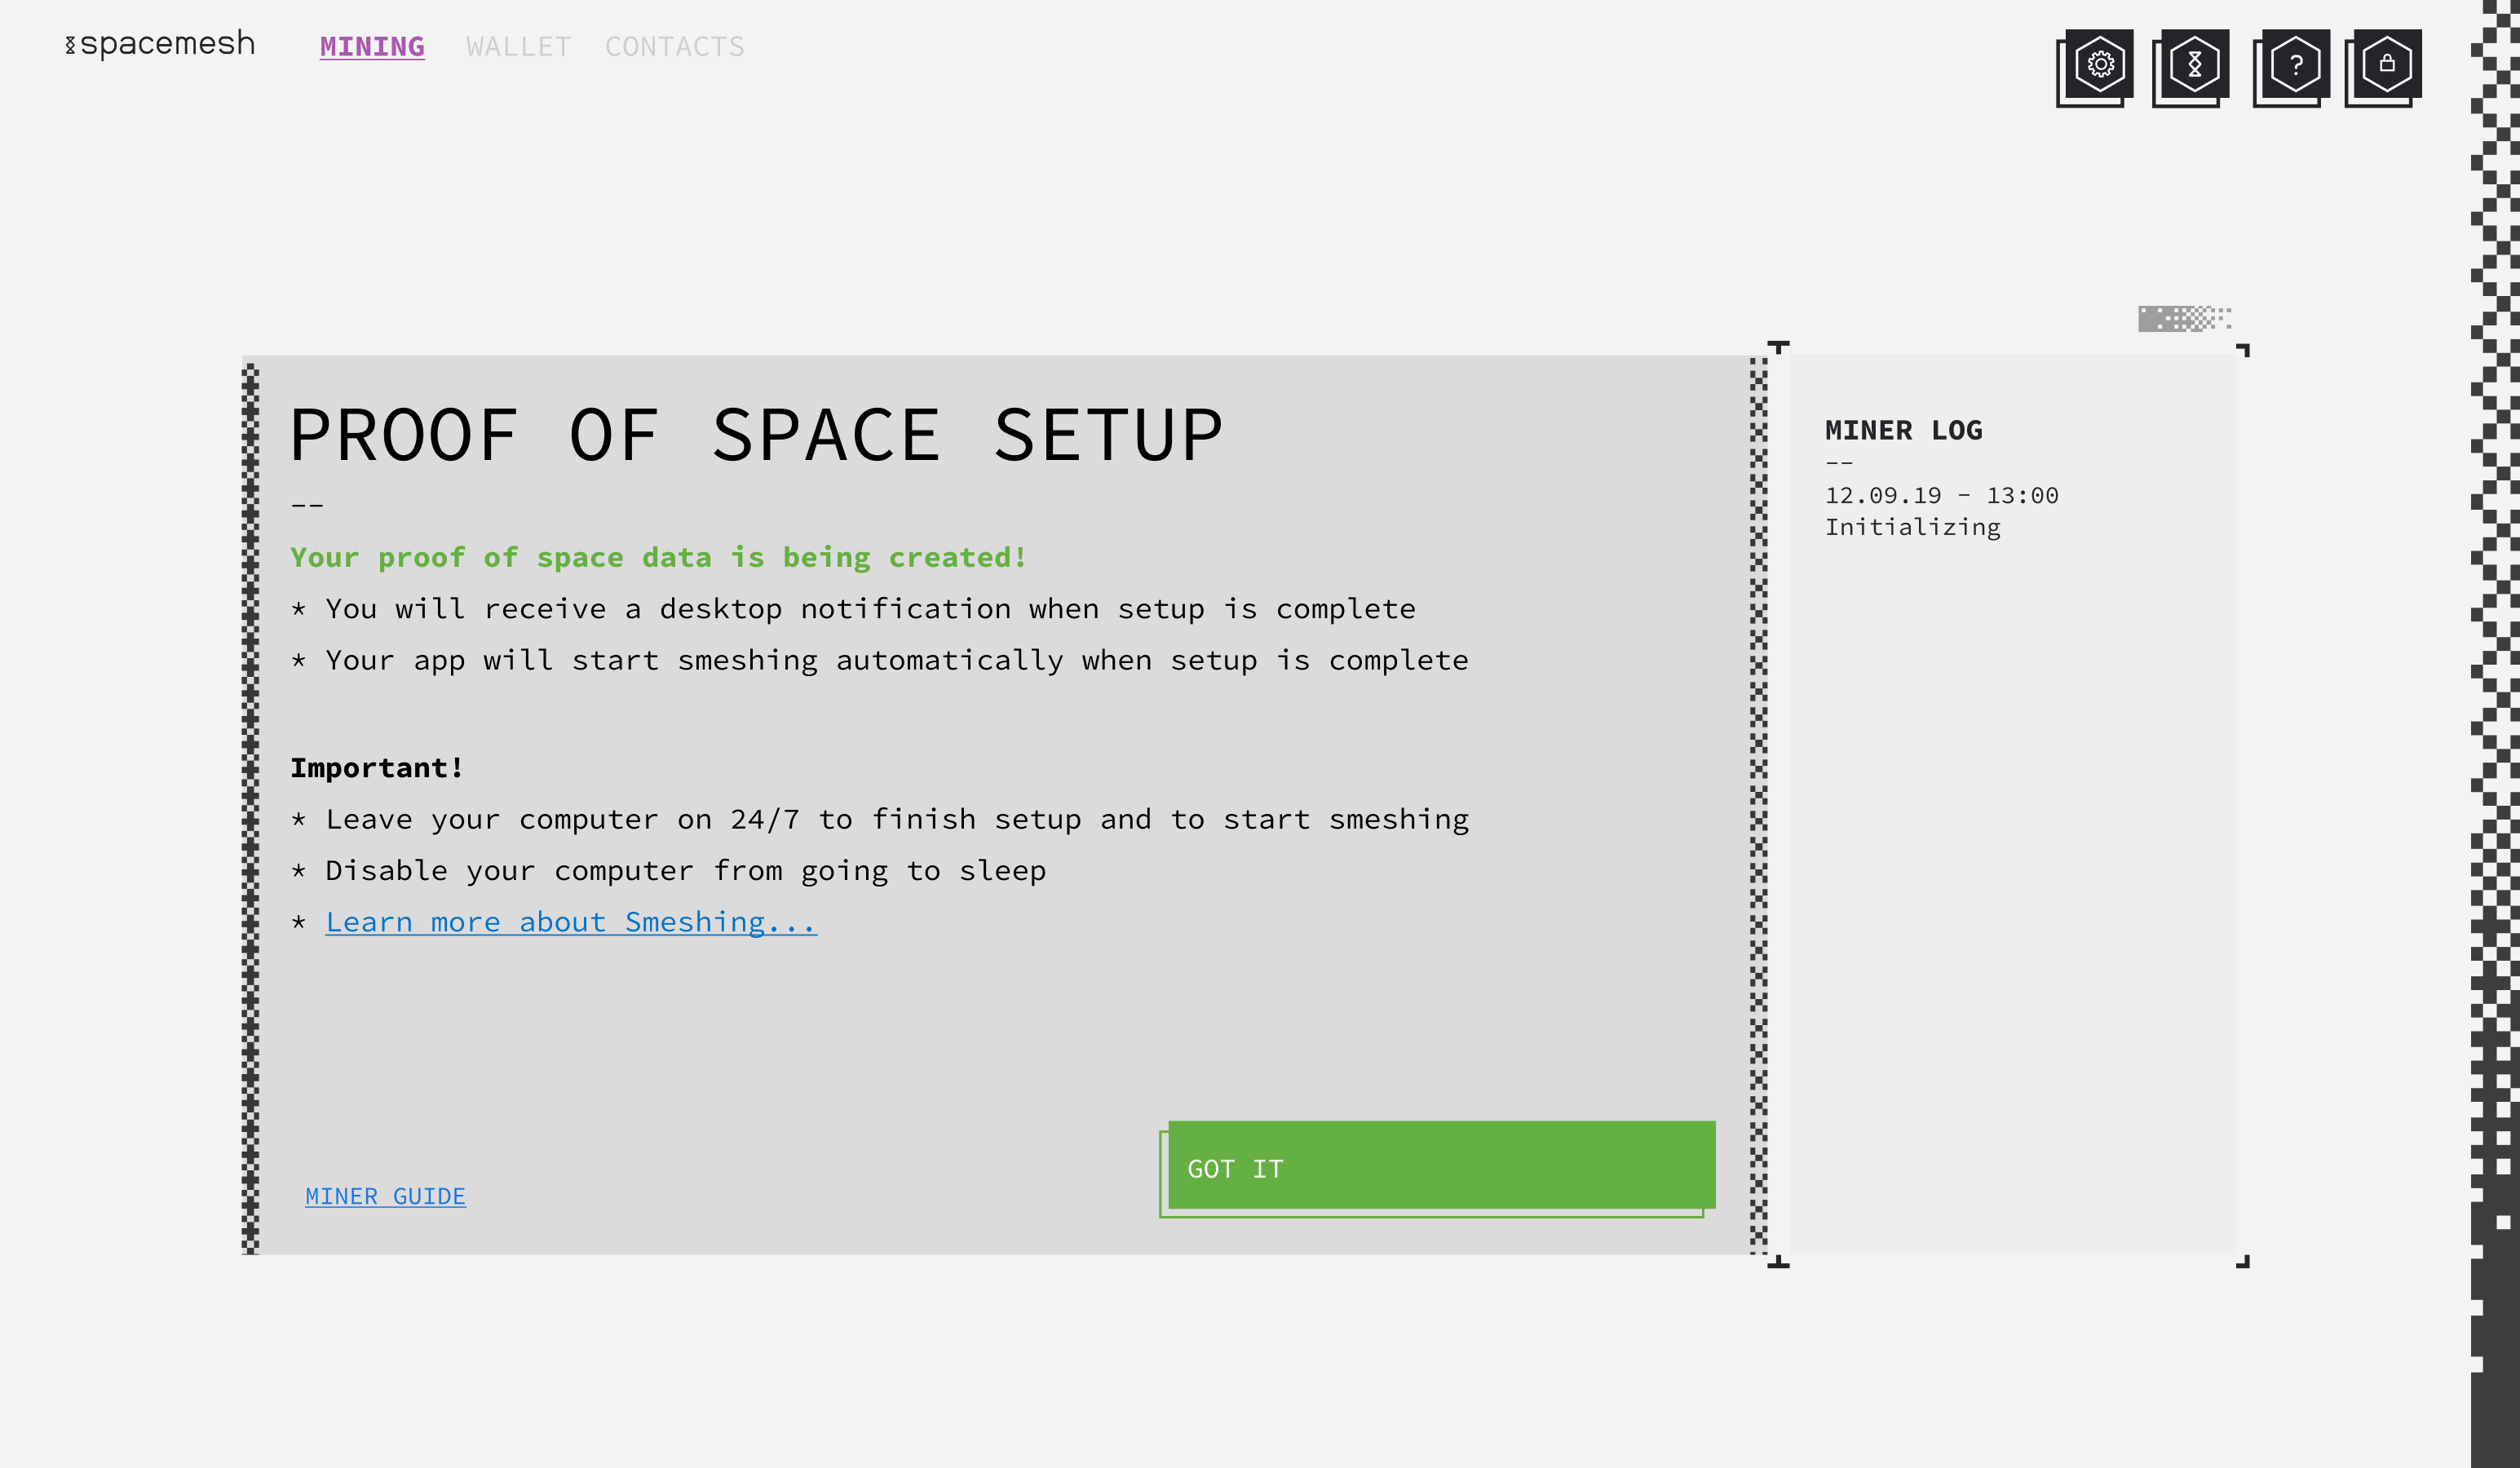 spacemesh
MINING
WALLET
CONTACTS
?
PROOF OF SPACE SETUP
--
Your proof of space data is being created!
* You will receive a desktop notification when setup is complete
* Your app will start smeshing automatically when setup is complete
Important!
* Leave your computer on 24/7 to finish setup and to start smeshing
* Disable your computer from going to sleep
* Learn more about Smeshing...
MINER GUIDE
GOT IT
MINER LOG
--
12.09.19 - 13:00
Initializing